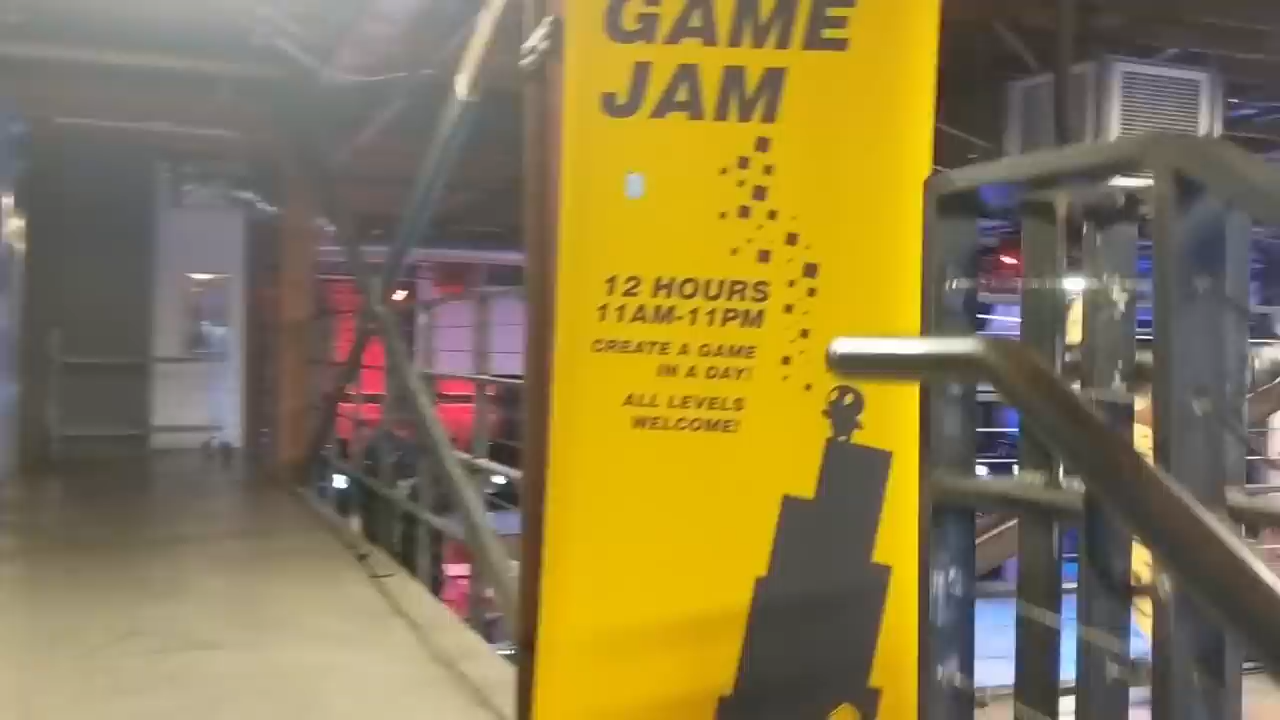 GAME
JAM
12 HOURS
11AM-11PM
CREATE A GAME
IN A DAY!
ALL LEVELS
WELCOME!